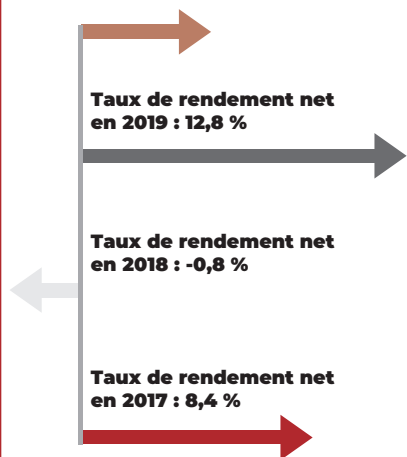 Taux de rendement net
en 2019 : 12,8 %
Taux de rendement net
en 2018 : -0,8 %
Taux de rendement net
en 2017 : 8,4 %